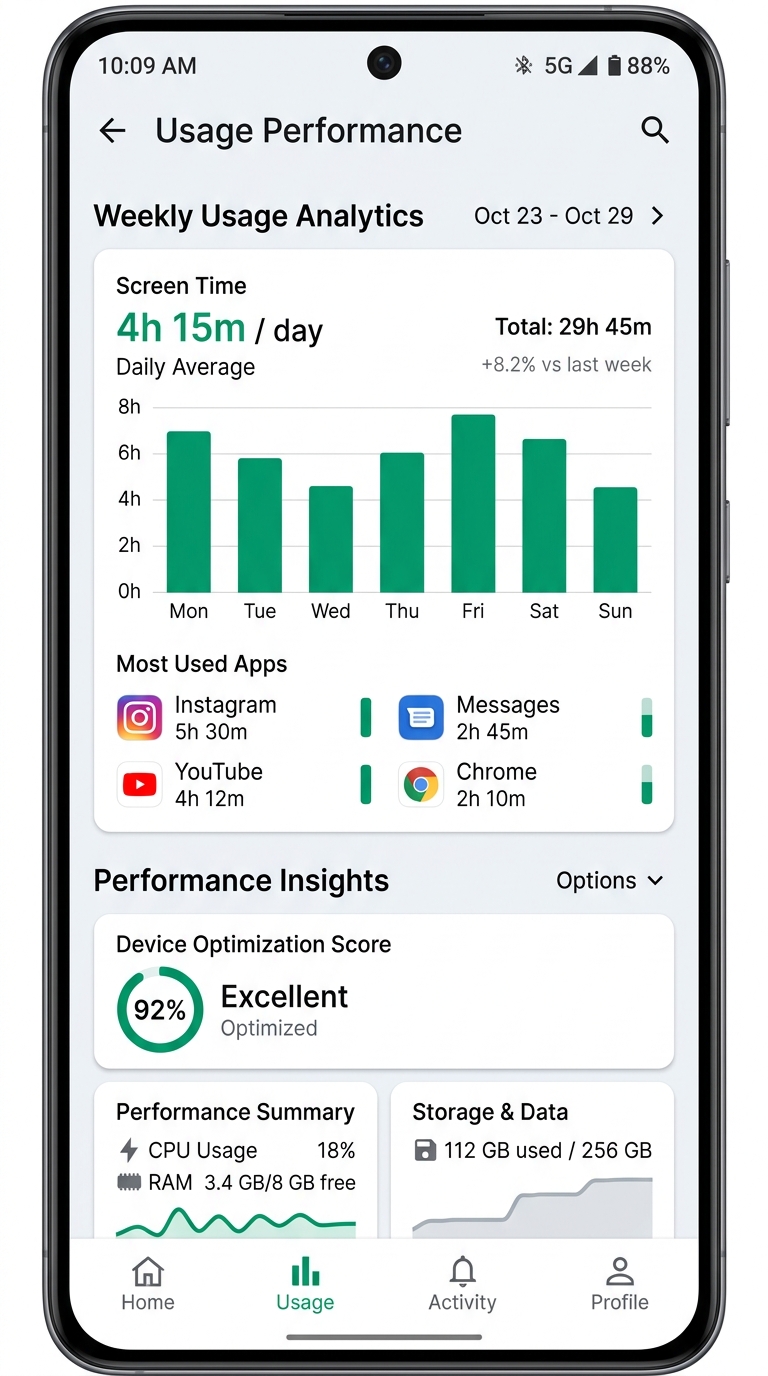 10:09 AM 5G 88%
Usage Performance
Weekly Usage Analytics Oct 23 - Oct 29
Screen Time
4h 15m / day Total: 29h 45m
Daily Average +8.2% vs last week
8h
6h
4h
2h
0h
Mon Tue Wed Thu Fri Sat Sun
Most Used Apps
Instagram
5h 30m
Messages
2h 45m
YouTube
4h 12m
Chrome
2h 10m
Performance Insights Options
Device Optimization Score
92%
Excellent
Optimized
Performance Summary
CPU Usage 18%
RAM 3.4 GB/8 GB free
Storage & Data
112 GB used / 256 GB
Home Usage Activity Profile